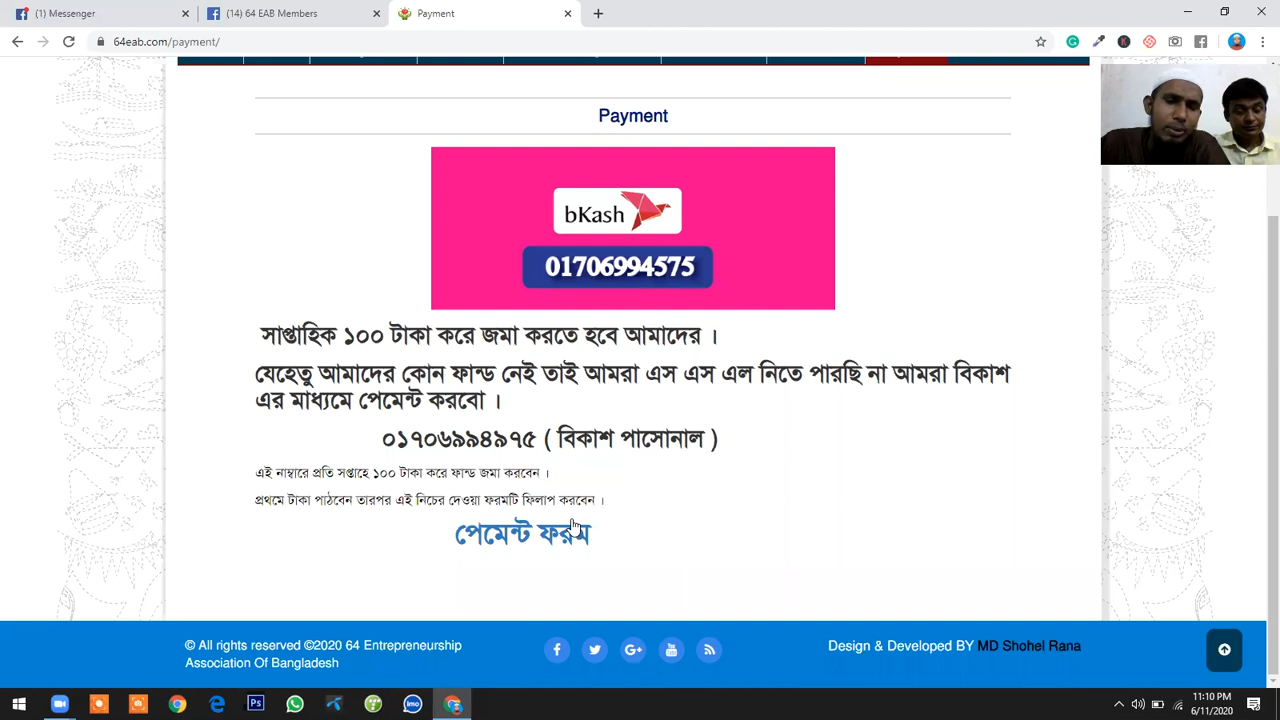 (1) Messenger
64 EAB Members
Payment
64eab.com/payment/
Payment
bKash
01706994575
সাপ্তাহিক ১০০ টাকা করে জমা করতে হবে আমাদের ।
যেহেতু আমাদের কোন ফান্ড নেই তাই আমরা এস এস এল নিতে পারছি না আমরা বিকাশ
এর মাধ্যমে পেমেন্ট করবো ।
০১৭০৬৯৯৪৯৭৫ ( বিকাশ পাসোনাল )
এই নাম্বারে প্রতি সপ্তাহে ১০০ টাকা করে ফান্ড জমা করবেন ।
প্রথমে টাকা পাঠবেন তারপর এই নিচের দেওয়া ফরমটি ফিলাপ করবেন ।
পেমেন্ট ফরম
© All rights reserved ©2020 64 Entrepreneurship
Association Of Bangladesh
Design & Developed BY MD Shohel Rana
11:10 PM
6/11/2020